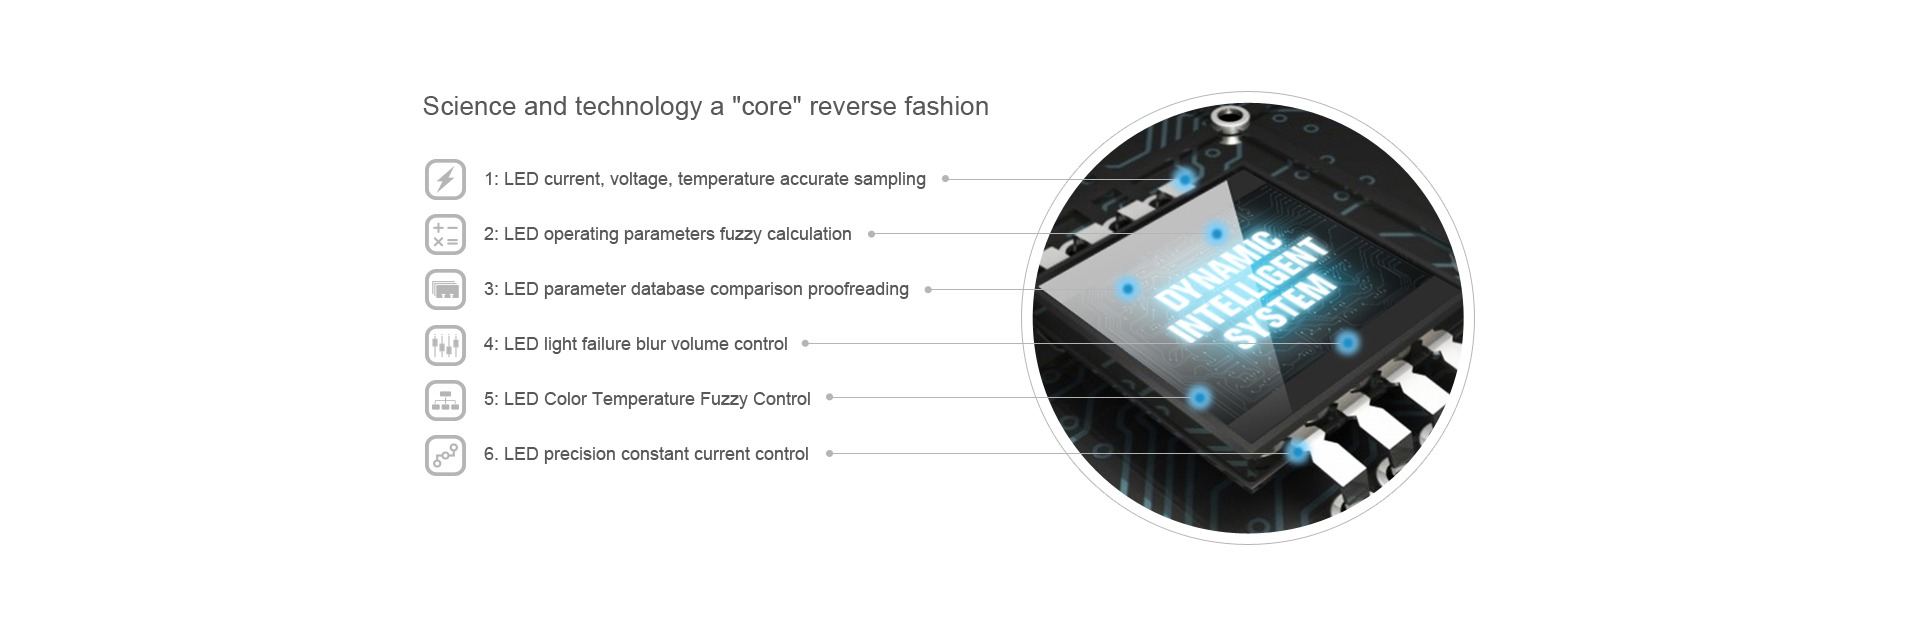 Science and technology a "core" reverse fashion
1: LED current, voltage, temperature accurate sampling
2: LED operating parameters fuzzy calculation
3: LED parameter database comparison proofreading
4: LED light failure blur volume control
5: LED Color Temperature Fuzzy Control
6. LED precision constant current control
DYNAMIC
INTELLIGENT
SYSTEM